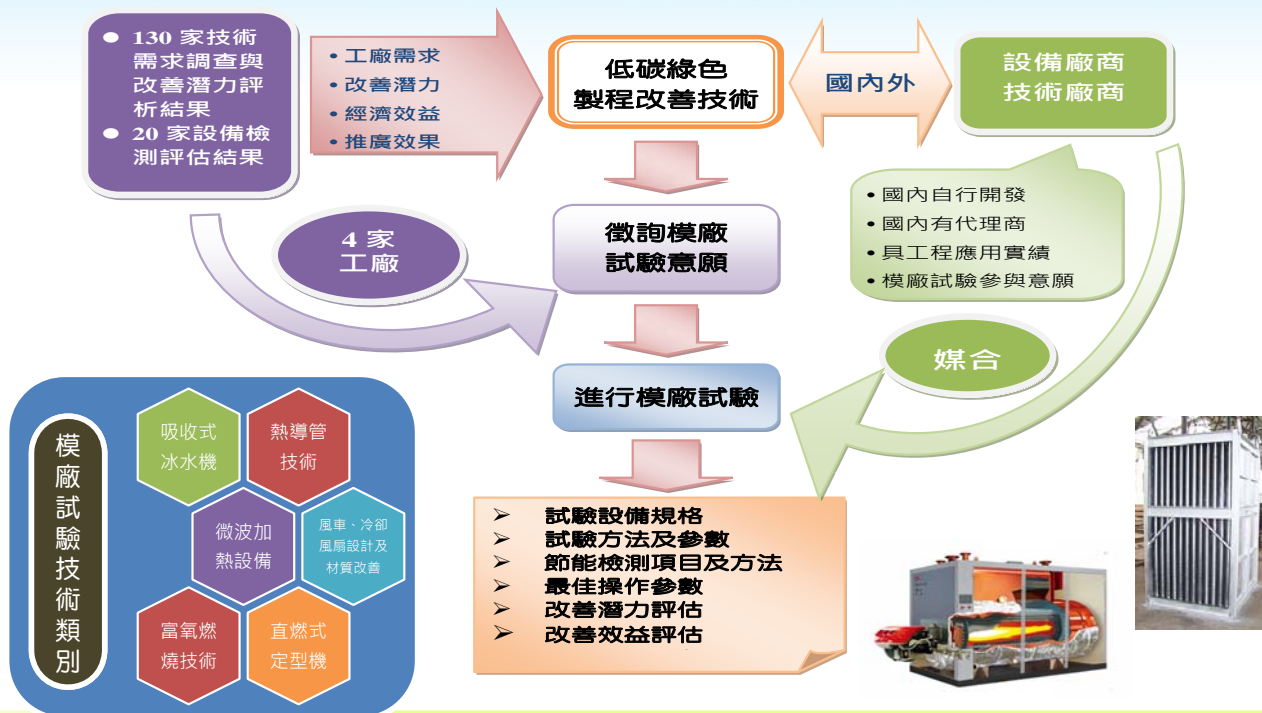 ● 130 家技術
需求調查與
改善潛力評
析結果
● 20 家設備檢
測評估結果
• 工廠需求
• 改善潛力
• 經濟效益
• 推廣效果
低碳綠色
製程改善技術
國內外
設備廠商
技術廠商
• 國內自行開發
• 國內有代理商
• 具工程應用實績
• 模廠試驗參與意願
4 家
工廠
徵詢模廠
試驗意願
媒合
進行模廠試驗
➢ 試驗設備規格
➢ 試驗方法及參數
➢ 節能檢測項目及方法
➢ 最佳操作參數
➢ 改善潛力評估
➢ 改善效益評估
模廠試驗技術類別
吸收式
冰水機
熱導管
技術
微波加
熱設備
風車、冷卻
風扇設計及
材質改善
富氧燃
燒技術
直燃式
定型機